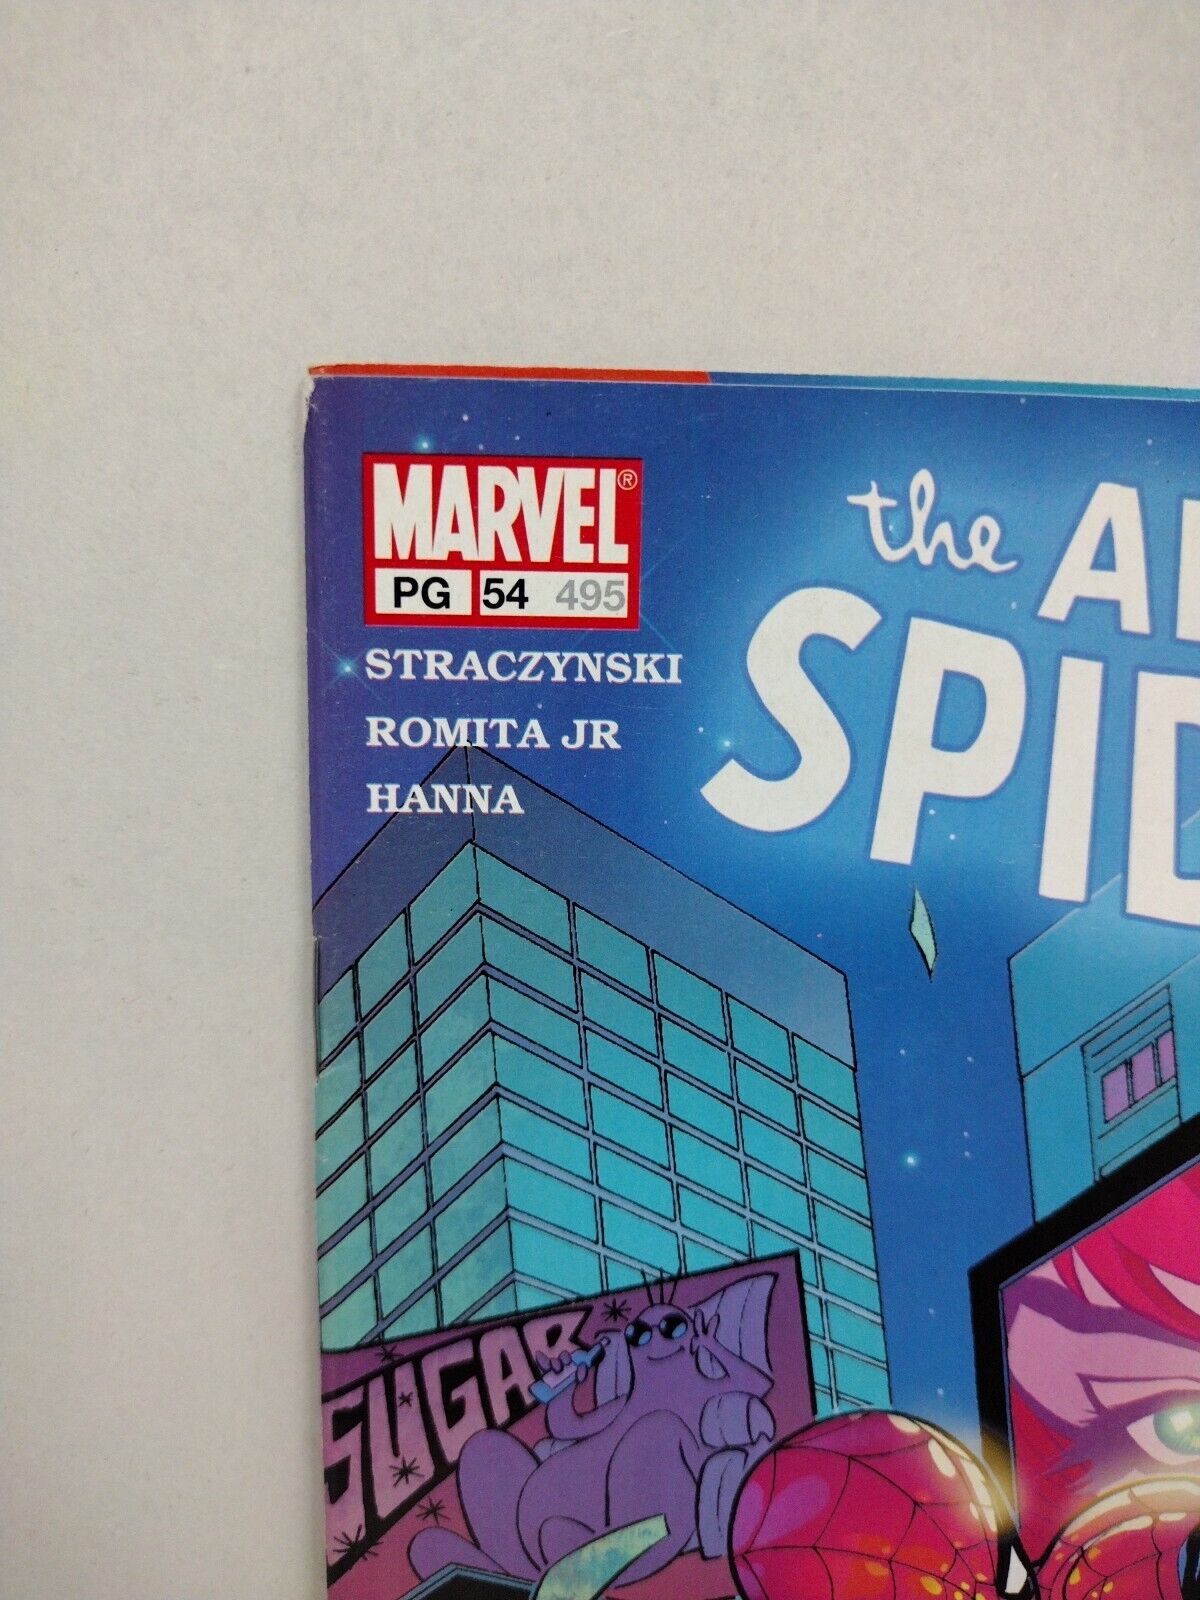 MARVEL®
PG 54 495
STRACZYNSKI
ROMITA JR
HANNA
the
SUGAR